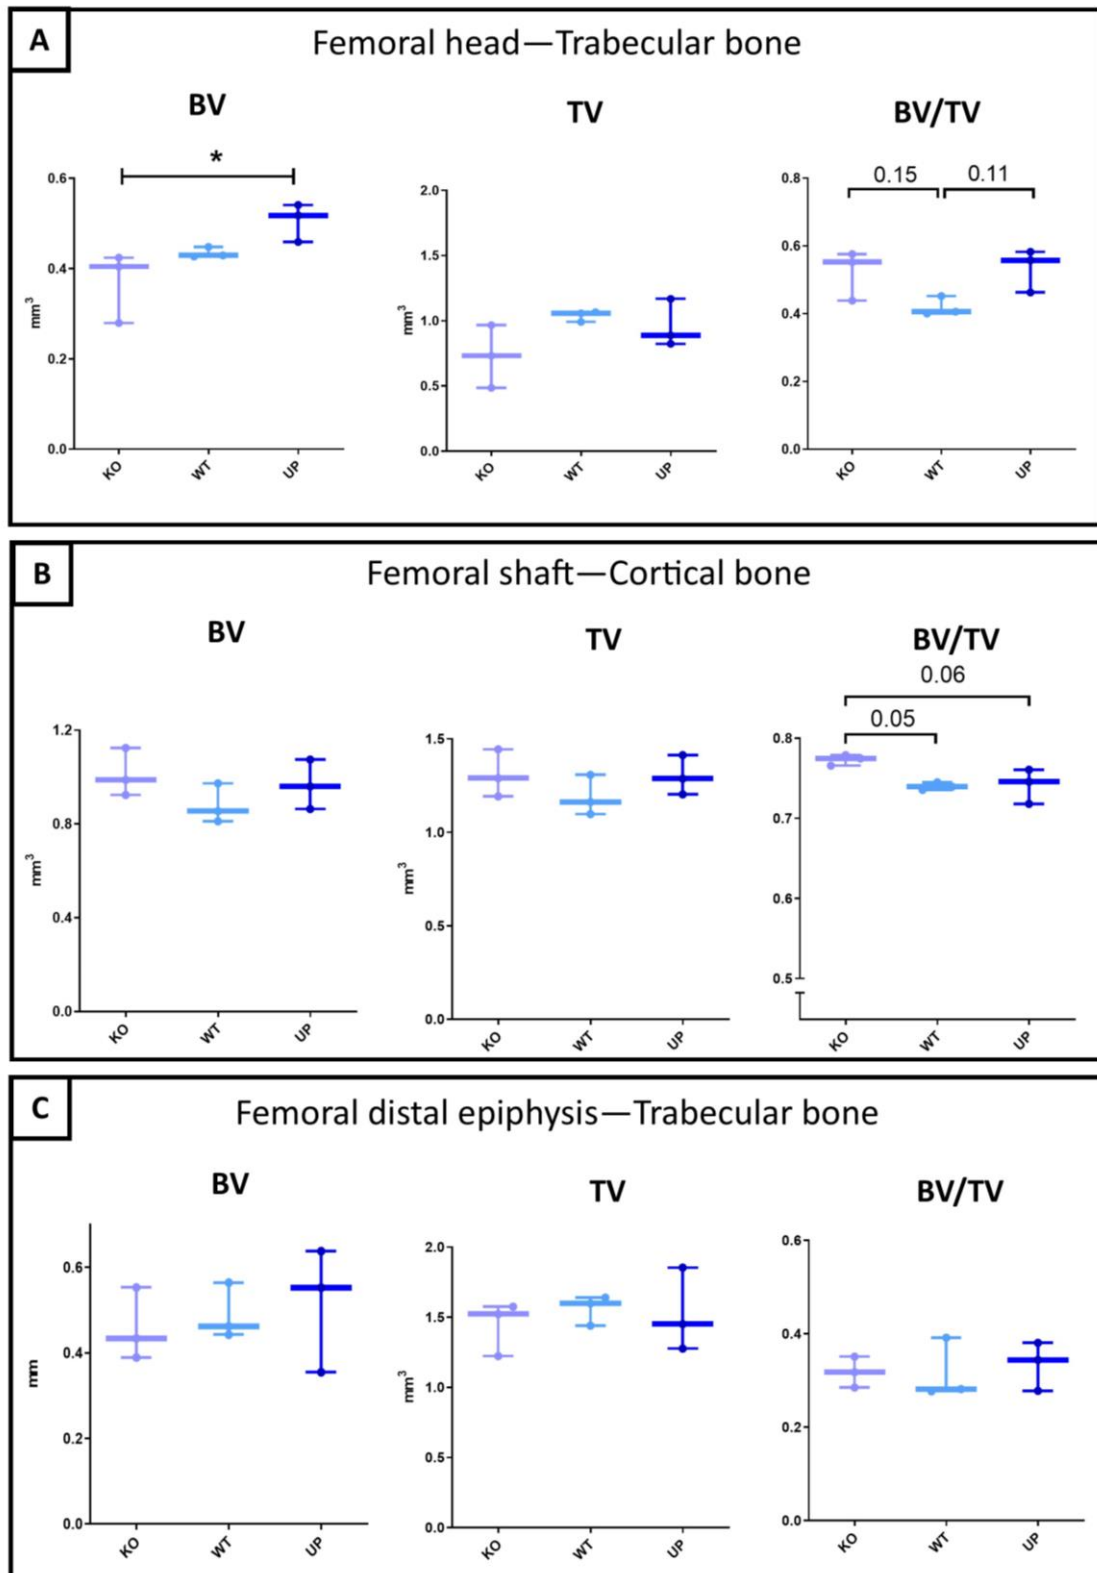 A
Femoral head—Trabecular bone
BV
TV
BV/TV
*
0.15
0.11
mm³
0.6
0.4
0.2
0.0
KO
WT
UP
mm³
2.0
1.5
1.0
0.5
0.0
KO
WT
UP
0.8
0.6
0.4
0.2
0.0
KO
WT
UP
B
Femoral shaft—Cortical bone
BV
TV
BV/TV
0.06
0.05
mm³
1.2
0.8
0.4
0.0
KO
WT
UP
mm³
1.5
1.0
0.5
0.0
KO
WT
UP
0.8
0.7
0.6
0.5
KO
WT
UP
C
Femoral distal epiphysis—Trabecular bone
BV
TV
BV/TV
mm
0.6
0.4
0.2
0.0
KO
WT
UP
mm³
2.0
1.5
1.0
0.5
0.0
KO
WT
UP
0.6
0.4
0.2
0.0
KO
WT
UP